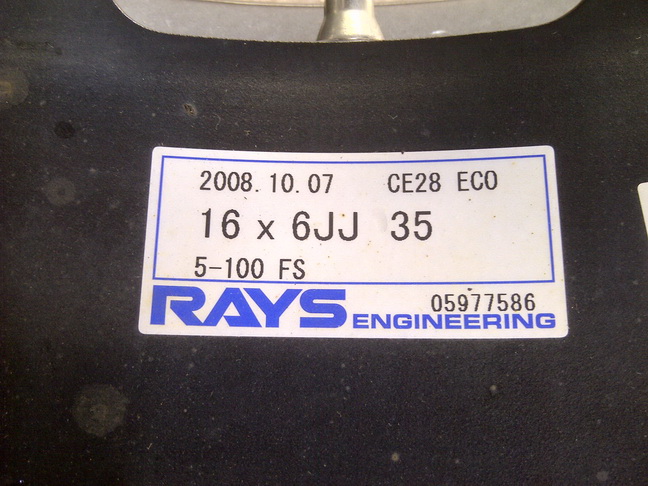 2008.10.07 CE28 ECO
16 x 6JJ 35
5-100 FS
RAYS ENGINEERING 05977586